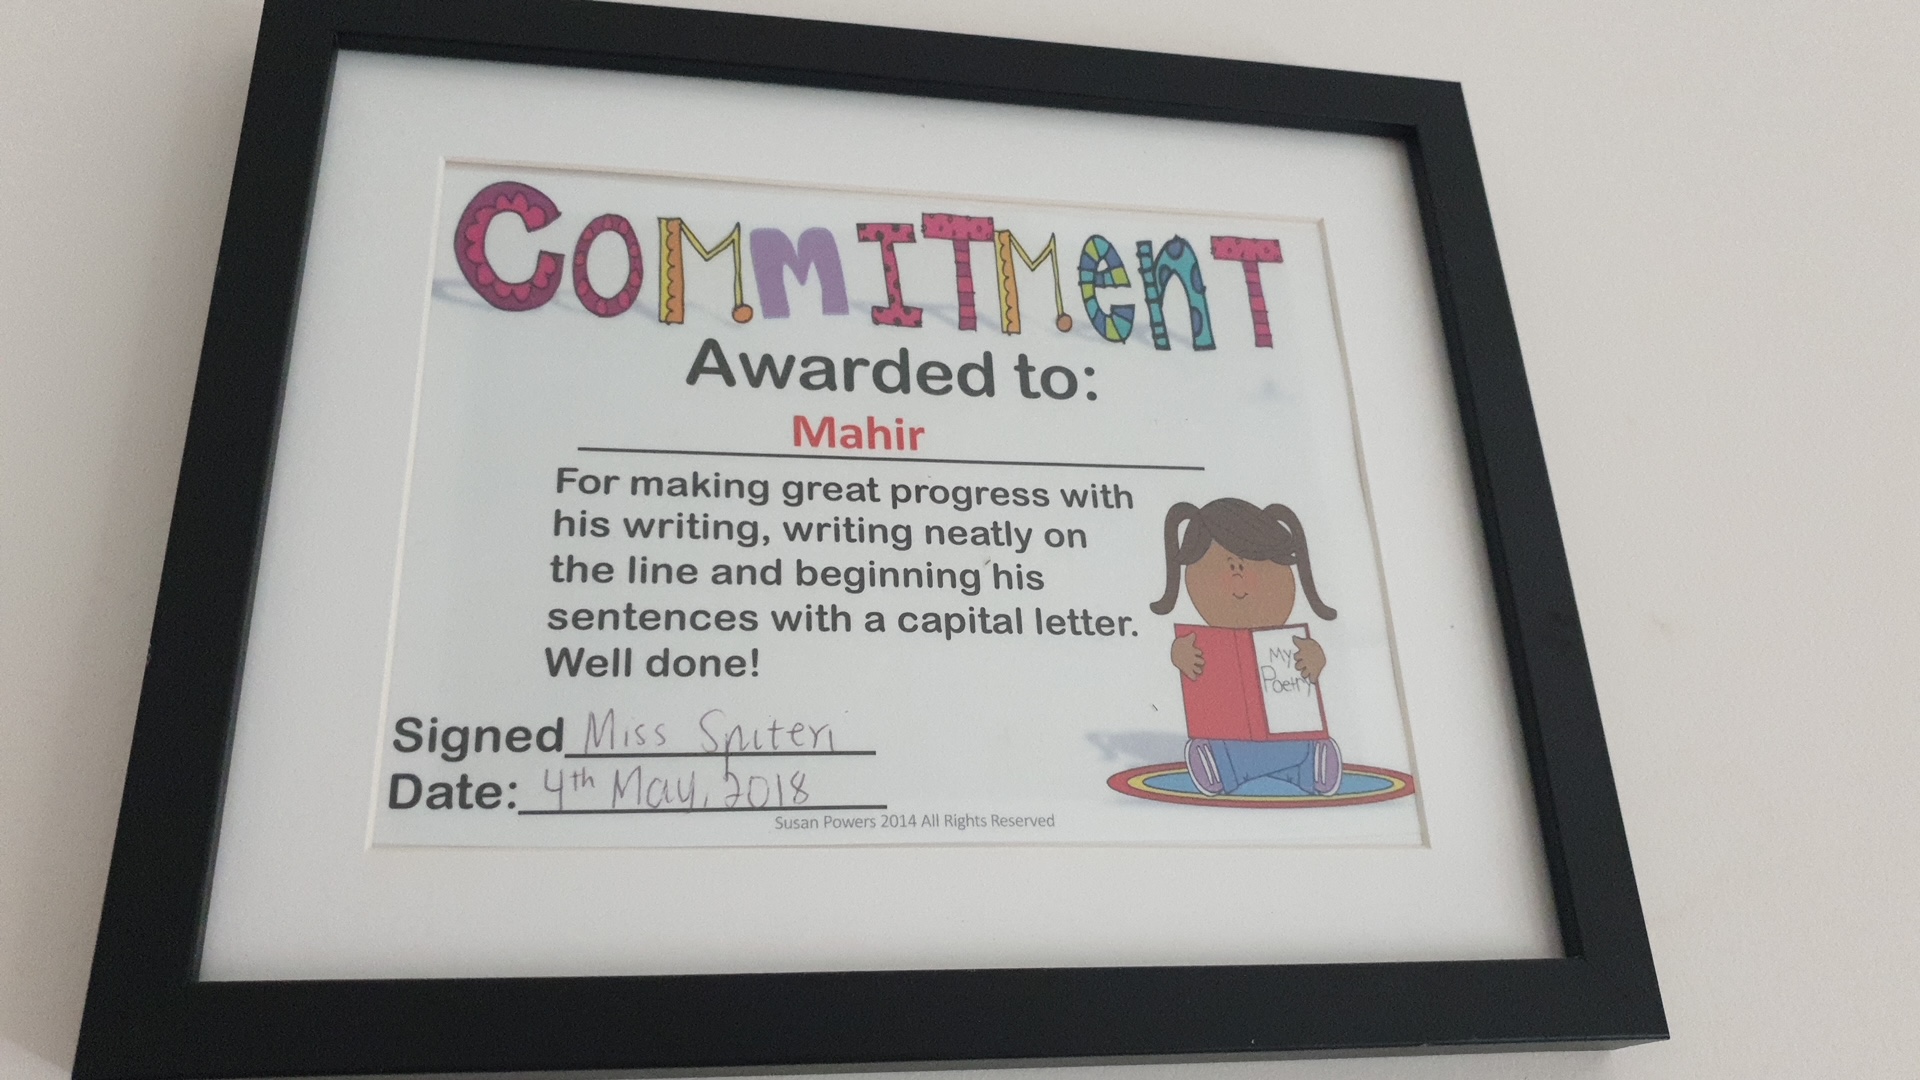 COMMITMENT
Awarded to:
Mahir
For making great progress with
his writing, writing neatly on
the line and beginning his
sentences with a capital letter.
Well done!
My
Poetry
Signed Miss Spiteri
Date: 4th May, 2018
Susan Powers 2014 All Rights Reserved